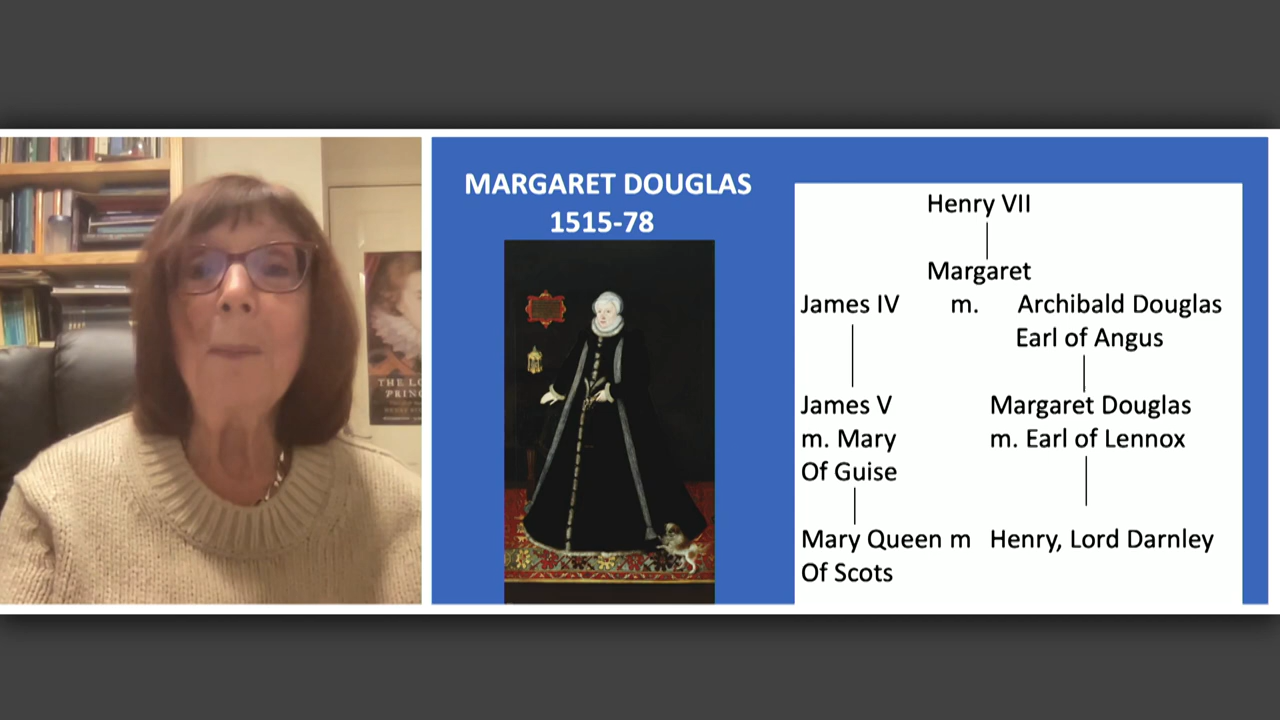 MARGARET DOUGLAS
1515-78
Henry VII
Margaret
James IV m. Archibald Douglas
Earl of Angus
James V Margaret Douglas
m. Mary m. Earl of Lennox
Of Guise
Mary Queen m Henry, Lord Darnley
Of Scots
THE